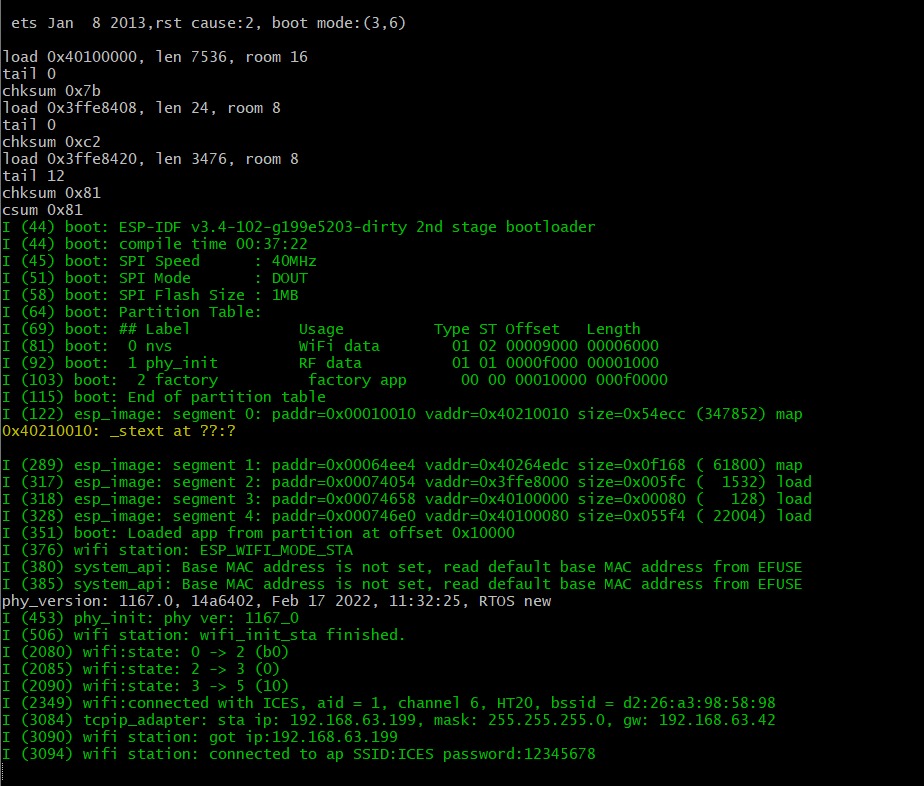 ets Jan  8 2013,rst cause:2, boot mode:(3,6)
load 0x40100000, len 7536, room 16
tail 0
chksum 0x7b
load 0x3ffe8408, len 24, room 8
tail 0
chksum 0xc2
load 0x3ffe8420, len 3476, room 8
tail 12
chksum 0x81
csum 0x81
I (44) boot: ESP-IDF v3.4-102-g199e5203-dirty 2nd stage bootloader
I (44) boot: compile time 00:37:22
I (45) boot: SPI Speed      : 40MHz
I (51) boot: SPI Mode       : DOUT
I (58) boot: SPI Flash Size : 1MB
I (64) boot: Partition Table:
I (69) boot: ## Label            Usage          Type ST Offset   Length
I (81) boot:  0 nvs              WiFi data        01 02 00009000 00006000
I (92) boot:  1 phy_init         RF data          01 01 0000f000 00001000
I (103) boot:  2 factory          factory app      00 00 00010000 000f0000
I (115) boot: End of partition table
I (122) esp_image: segment 0: paddr=0x00010010 vaddr=0x40210010 size=0x54ecc (347852) map
0x40210010: _stext at ??:?
I (289) esp_image: segment 1: paddr=0x00064ee4 vaddr=0x40264edc size=0x0f168 ( 61800) map
I (317) esp_image: segment 2: paddr=0x00074054 vaddr=0x3ffe8000 size=0x005fc (  1532) load
I (318) esp_image: segment 3: paddr=0x00074658 vaddr=0x40100000 size=0x00080 (   128) load
I (328) esp_image: segment 4: paddr=0x000746e0 vaddr=0x40100080 size=0x055f4 ( 22004) load
I (351) boot: Loaded app from partition at offset 0x10000
I (376) wifi station: ESP_WIFI_MODE_STA
I (380) system_api: Base MAC address is not set, read default base MAC address from EFUSE
I (385) system_api: Base MAC address is not set, read default base MAC address from EFUSE
phy_version: 1167.0, 14a6402, Feb 17 2022, 11:32:25, RTOS new
I (453) phy_init: phy ver: 1167_0
I (506) wifi station: wifi_init_sta finished.
I (2080) wifi:state: 0 -> 2 (b0)
I (2085) wifi:state: 2 -> 3 (0)
I (2090) wifi:state: 3 -> 5 (10)
I (2349) wifi:connected with ICES, aid = 1, channel 6, HT20, bssid = d2:26:a3:98:58:98
I (3084) tcpip_adapter: sta ip: 192.168.63.199, mask: 255.255.255.0, gw: 192.168.63.42
I (3090) wifi station: got ip:192.168.63.199
I (3094) wifi station: connected to ap SSID:ICES password:12345678